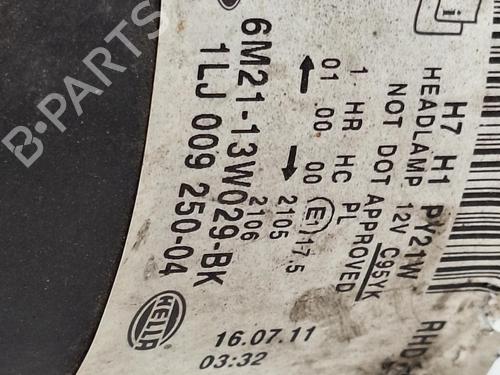 H7 H1 PY21W
HEADLAMP 12V C95YK
NOT DOT APPROVED
1 HR HC PL
01 00 00 E1 17.5
2105
2106
6M21-13W029-BK
1LJ 009 250-04
RHD
HELLA
16.07.11
03:32
B-PARTS